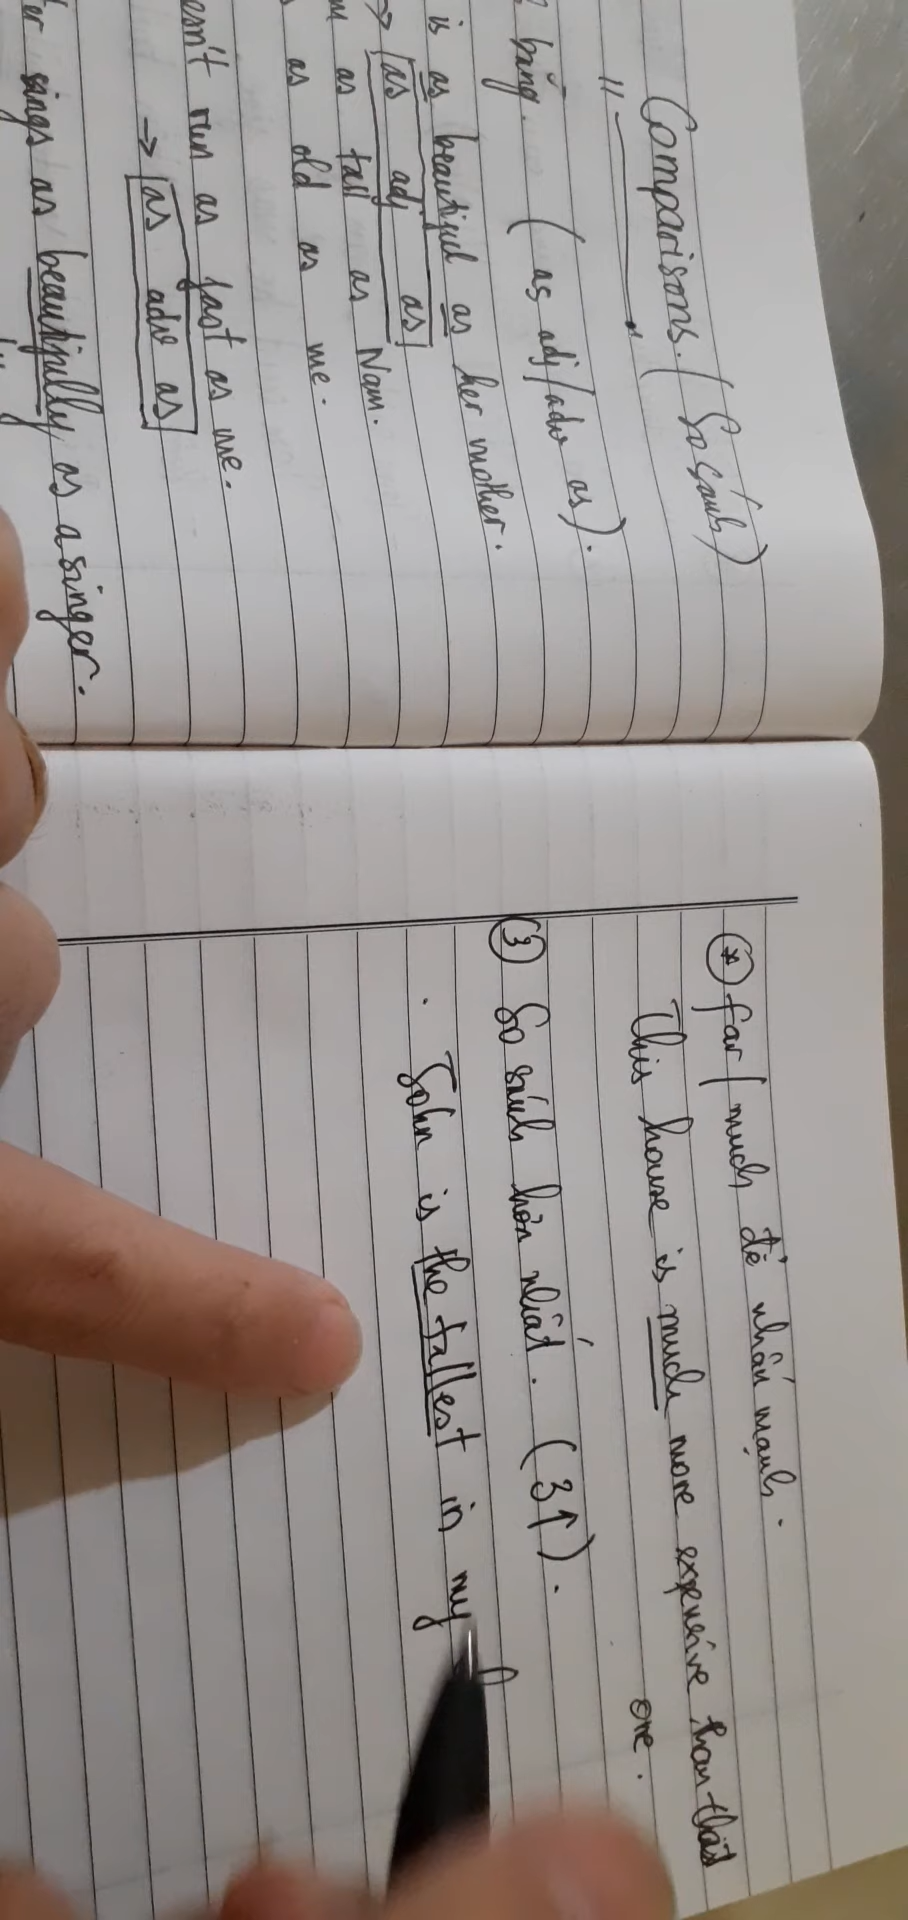 Comparisons. (So sánh)
bằng. (as adj/adv as).
is as beautiful as her mother.
→ as adj as
as tall as Nam.
as old as me.
esn't run as fast as me.
→ as adv as
er sings as beautifully as a singer.
* far / much để nhấn mạnh.
This house is much more expensive than that
one.
3 So sánh hơn nhất. (3↑).
. John is the tallest in my f